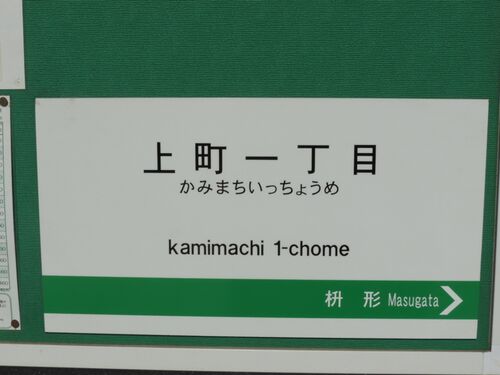 上町一丁目
かみまちいっちょうめ
kamimachi 1-chome
枡形 Masugata